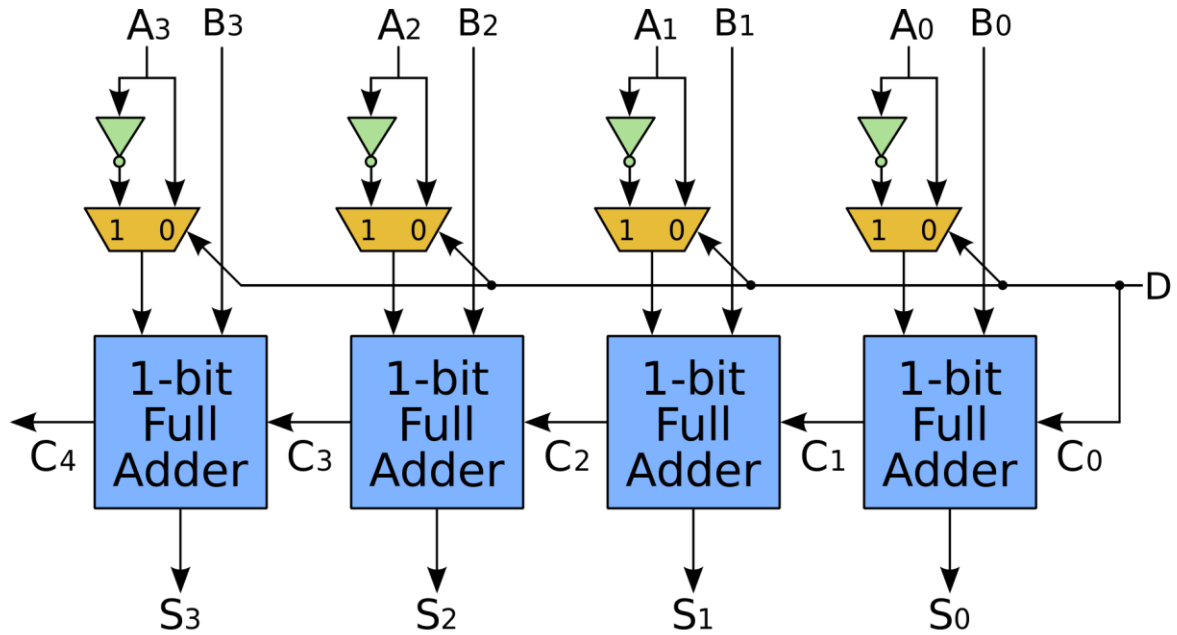 A3 B3 A2 B2 A1 B1 A0 B0
1 0 1 0 1 0 1 0
D
1-bit Full Adder
1-bit Full Adder
1-bit Full Adder
1-bit Full Adder
C4 C3 C2 C1 C0
S3 S2 S1 S0